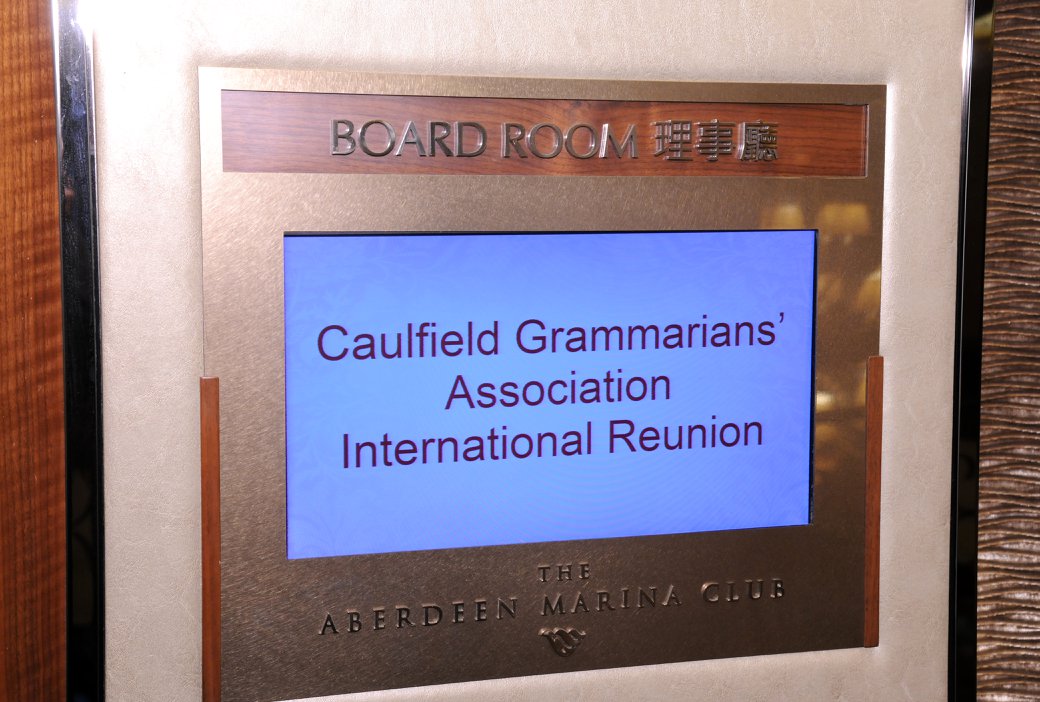 BOARD ROOM 理事廳
Caulfield Grammarians’
Association
International Reunion
THE
ABERDEEN MARINA CLUB